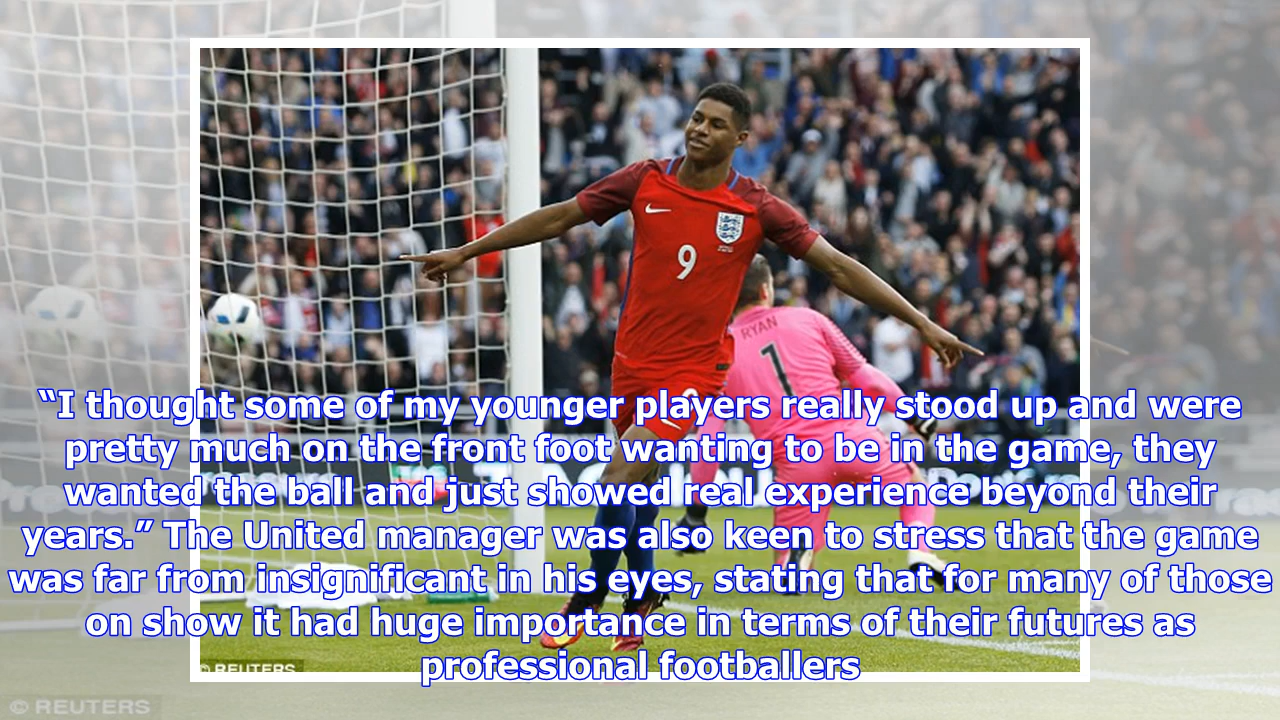 RYAN
1
9
9
“I thought some of my younger players really stood up and were
pretty much on the front foot wanting to be in the game, they
wanted the ball and just showed real experience beyond their
years.” The United manager was also keen to stress that the game
was far from insignificant in his eyes, stating that for many of those
on show it had huge importance in terms of their futures as
professional footballers
© REUTERS
© REUTERS